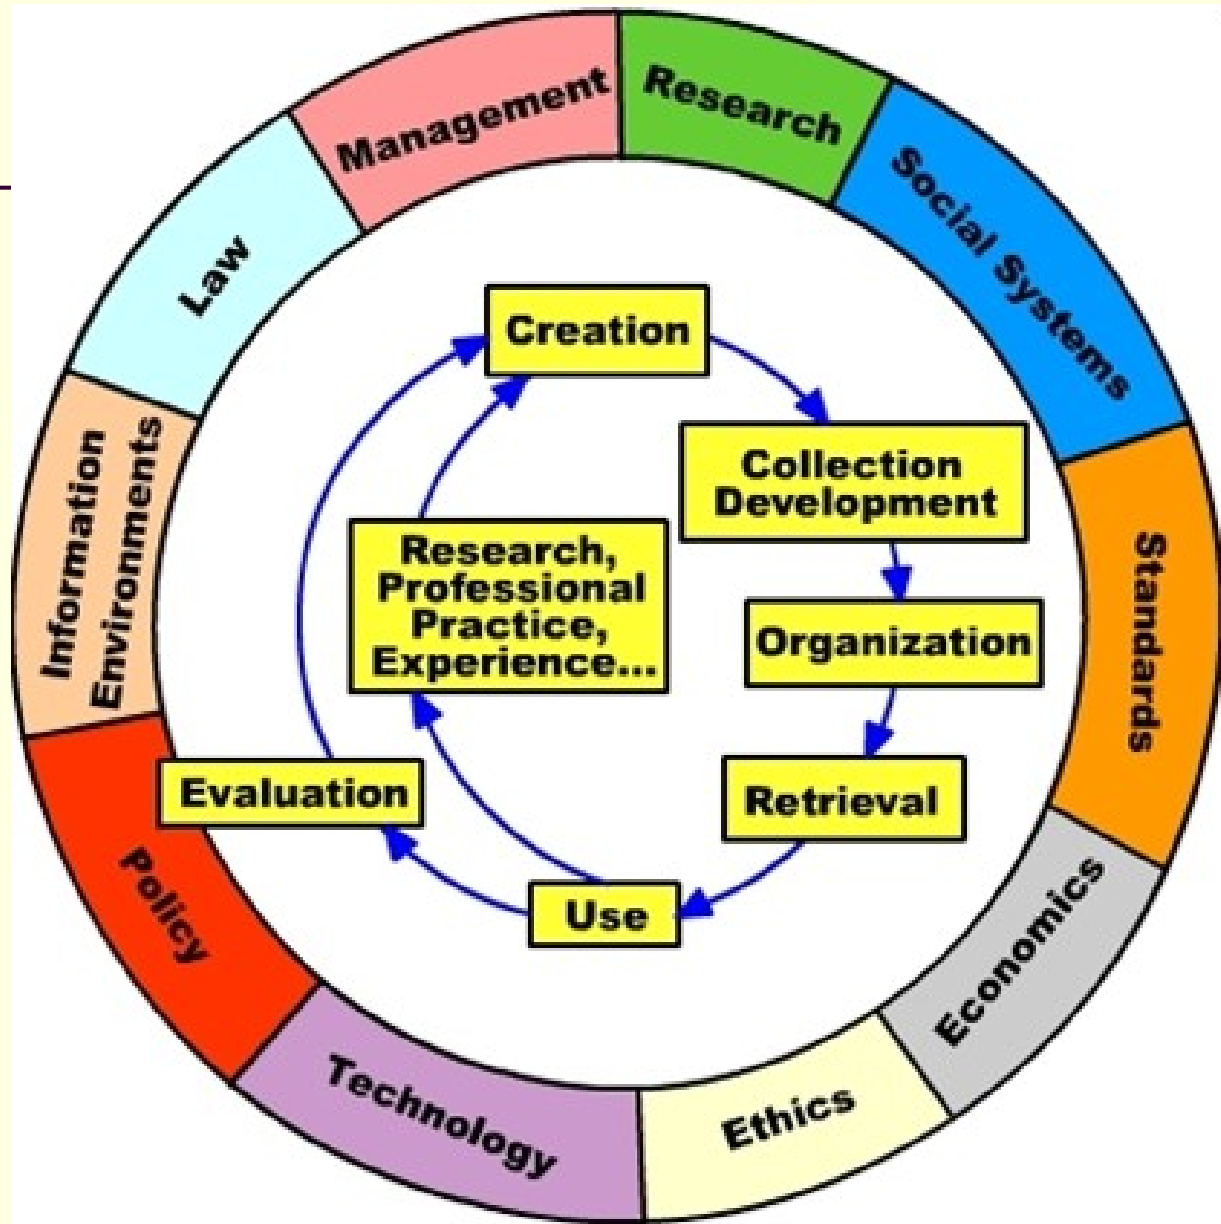 Management
Research
Social Systems
Standards
Economics
Ethics
Technology
Policy
Information
Environments
Law
Creation
Collection
Development
Organization
Retrieval
Use
Evaluation
Research,
Professional
Practice,
Experience...